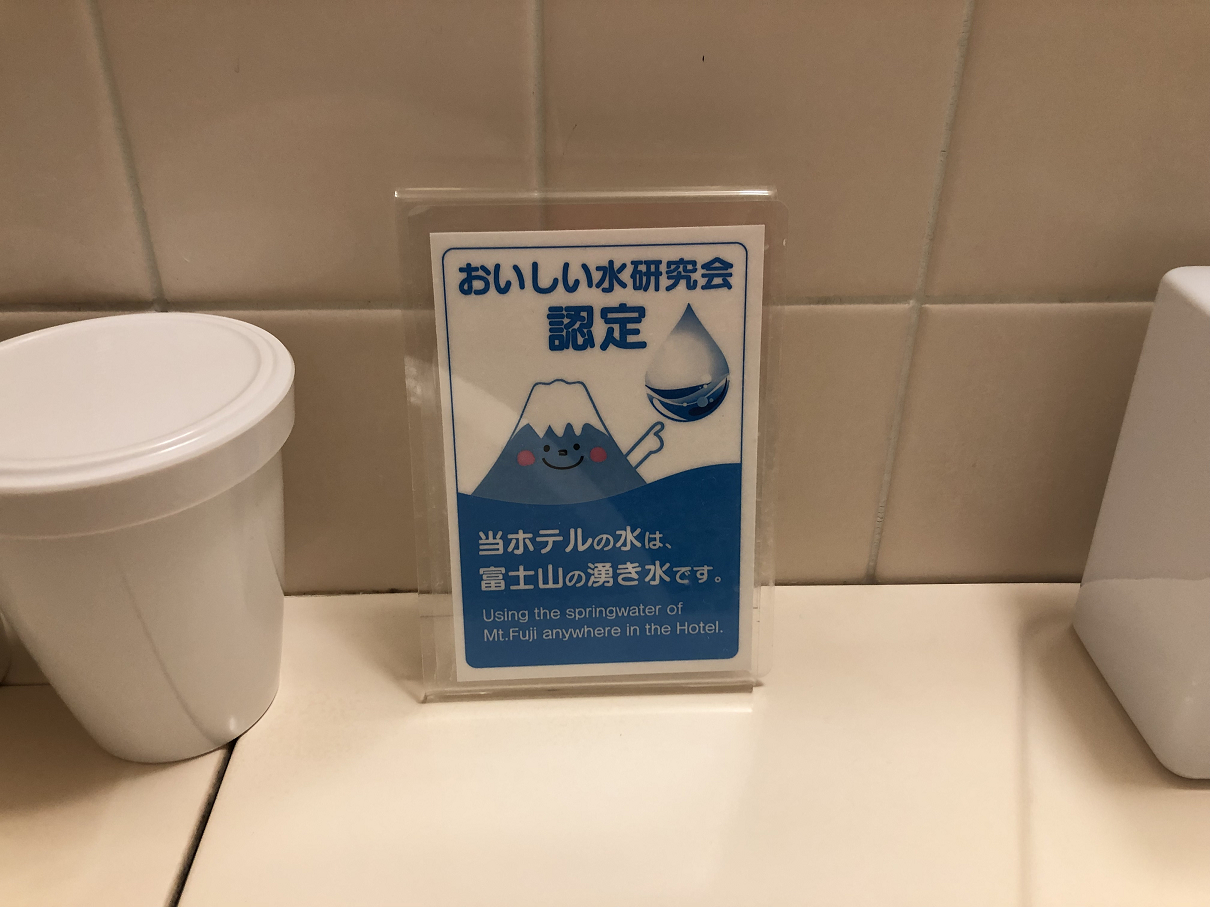 おいしい水研究会
認定
当ホテルの水は、
富士山の湧き水です。
Using the springwater of
Mt.Fuji anywhere in the Hotel.